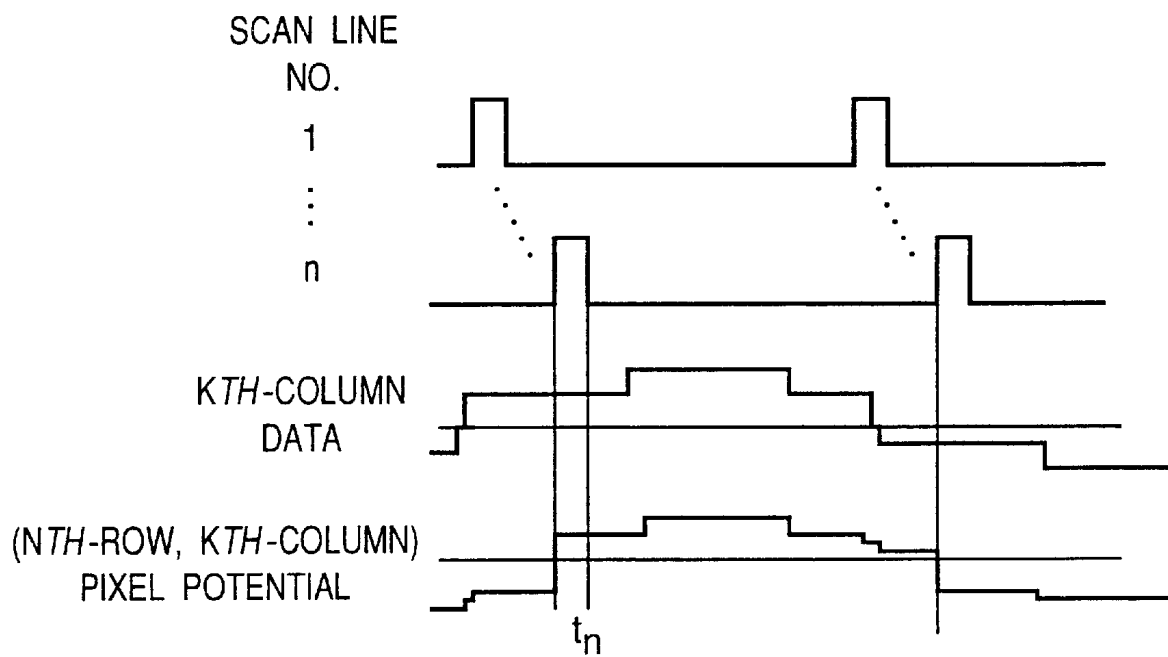 SCAN LINE
NO.
1
n
KTH-COLUMN
DATA
(NTH-ROW, KTH-COLUMN)
PIXEL POTENTIAL
tn